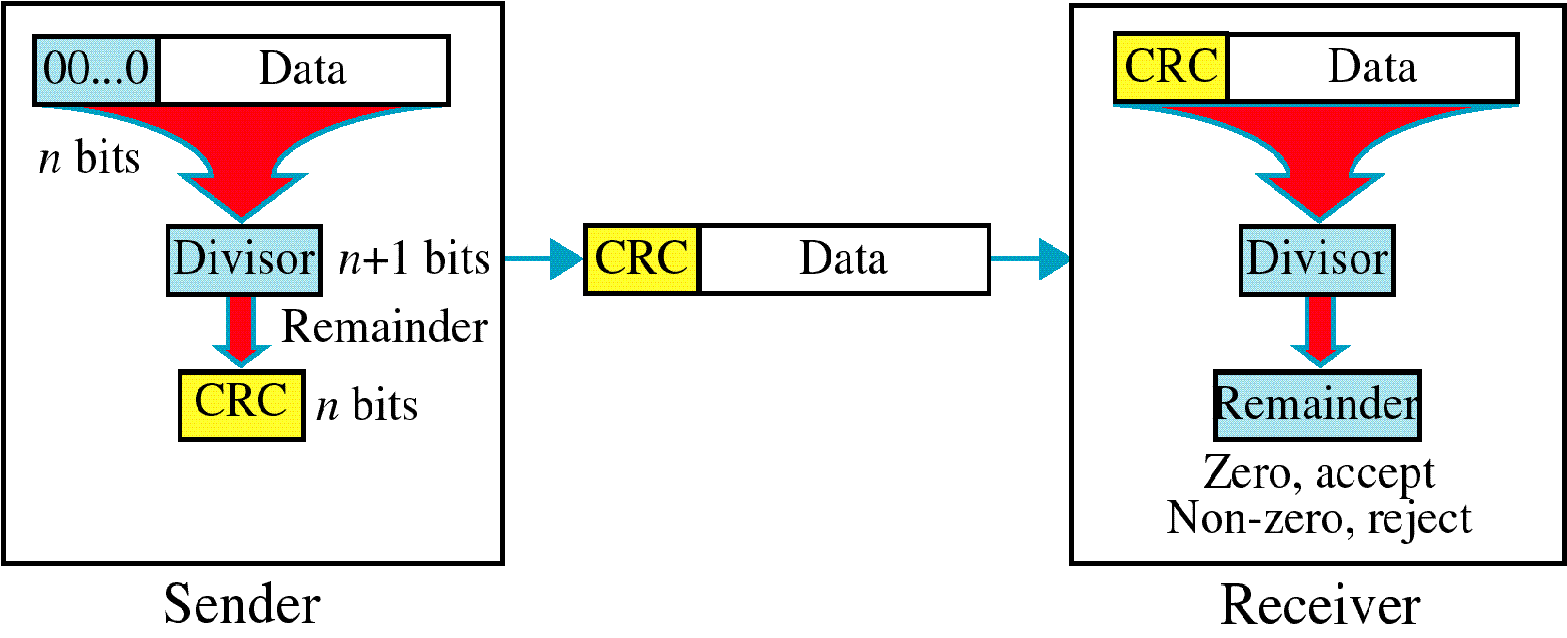 00...0 Data
n bits
Divisor n+1 bits
Remainder
CRC n bits
Sender
CRC Data
CRC Data
Divisor
Remainder
Zero, accept
Non-zero, reject
Receiver